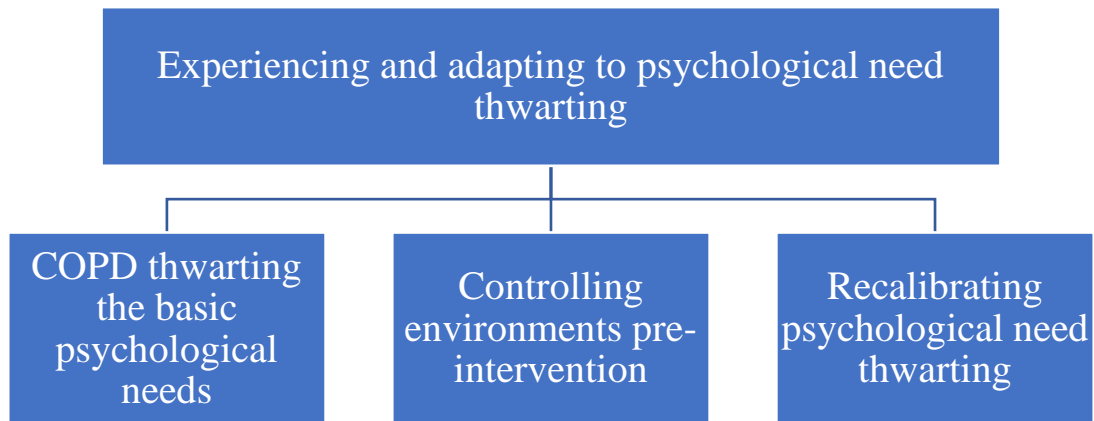 Experiencing and adapting to psychological need
thwarting
COPD thwarting
the basic
psychological
needs
Controlling
environments pre-
intervention
Recalibrating
psychological need
thwarting